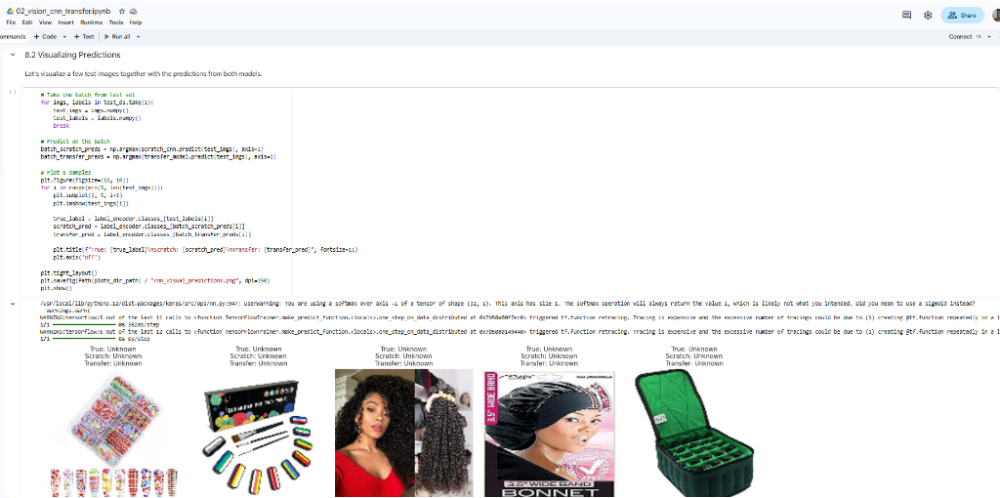 02_vision_cnn_transfer.ipynb
File Edit View Insert Runtime Tools Help
Share
ommands + Code + Text Run all
Connect
8.2 Visualizing Predictions
Let's visualize a few test images together with the predictions from both models.
# Take one batch from test set
for imgs, labels in test_ds.take(1):
test_imgs = imgs.numpy()
test_labels = labels.numpy()
break
# Predict on the batch
batch_scratch_preds = np.argmax(scratch_cnn.predict(test_imgs), axis=1)
batch_transfer_preds = np.argmax(transfer_model.predict(test_imgs), axis=1)
# Plot 5 samples
plt.figure(figsize=(18, 10))
for i in range(min(5, len(test_imgs))):
plt.subplot(1, 5, i+1)
plt.imshow(test_imgs[i])
true_label = label_encoder.classes_[test_labels[i]]
scratch_pred = label_encoder.classes_[batch_scratch_preds[i]]
transfer_pred = label_encoder.classes_[batch_transfer_preds[i]]
plt.title(f"True: {true_label}\nScratch: {scratch_pred}\nTransfer: {transfer_pred}", fontsize=11)
plt.axis("off")
plt.tight_layout()
plt.savefig(Path(plots_dir_path) / "cnn_visual_predictions.png", dpi=150)
plt.show()
/usr/local/lib/python3.12/dist-packages/keras/src/ops/nn.py:947: UserWarning: You are using a softmax over axis -1 of a tensor of shape (32, 1). This axis has size 1. The softmax operation will always return the value 1, which is likely not what you intended. Did you mean to use a sigmoid instead?
warnings.warn(
WARNING:tensorflow:5 out of the last 11 calls to <function TensorFlowTrainer.make_predict_function.<locals>.one_step_on_data_distributed at triggered tf.function retracing. Tracing is expensive and the excessive number of tracings could be due to (1) creating @tf.function repeatedly in a l
1/1 0s 352ms/step
WARNING:tensorflow:6 out of the last 12 calls to <function TensorFlowTrainer.make_predict_function.<locals>.one_step_on_data_distributed at triggered tf.function retracing. Tracing is expensive and the excessive number of tracings could be due to (1) creating @tf.function repeatedly in a l
1/1 6s 6s/step
True: Unknown True: Unknown True: Unknown True: Unknown True: Unknown
Scratch: Unknown Scratch: Unknown Scratch: Unknown Scratch: Unknown Scratch: Unknown
Transfer: Unknown Transfer: Unknown Transfer: Unknown Transfer: Unknown Transfer: Unknown
3.5" WIDE BAND
3.5" WIDE BAND
BONNET